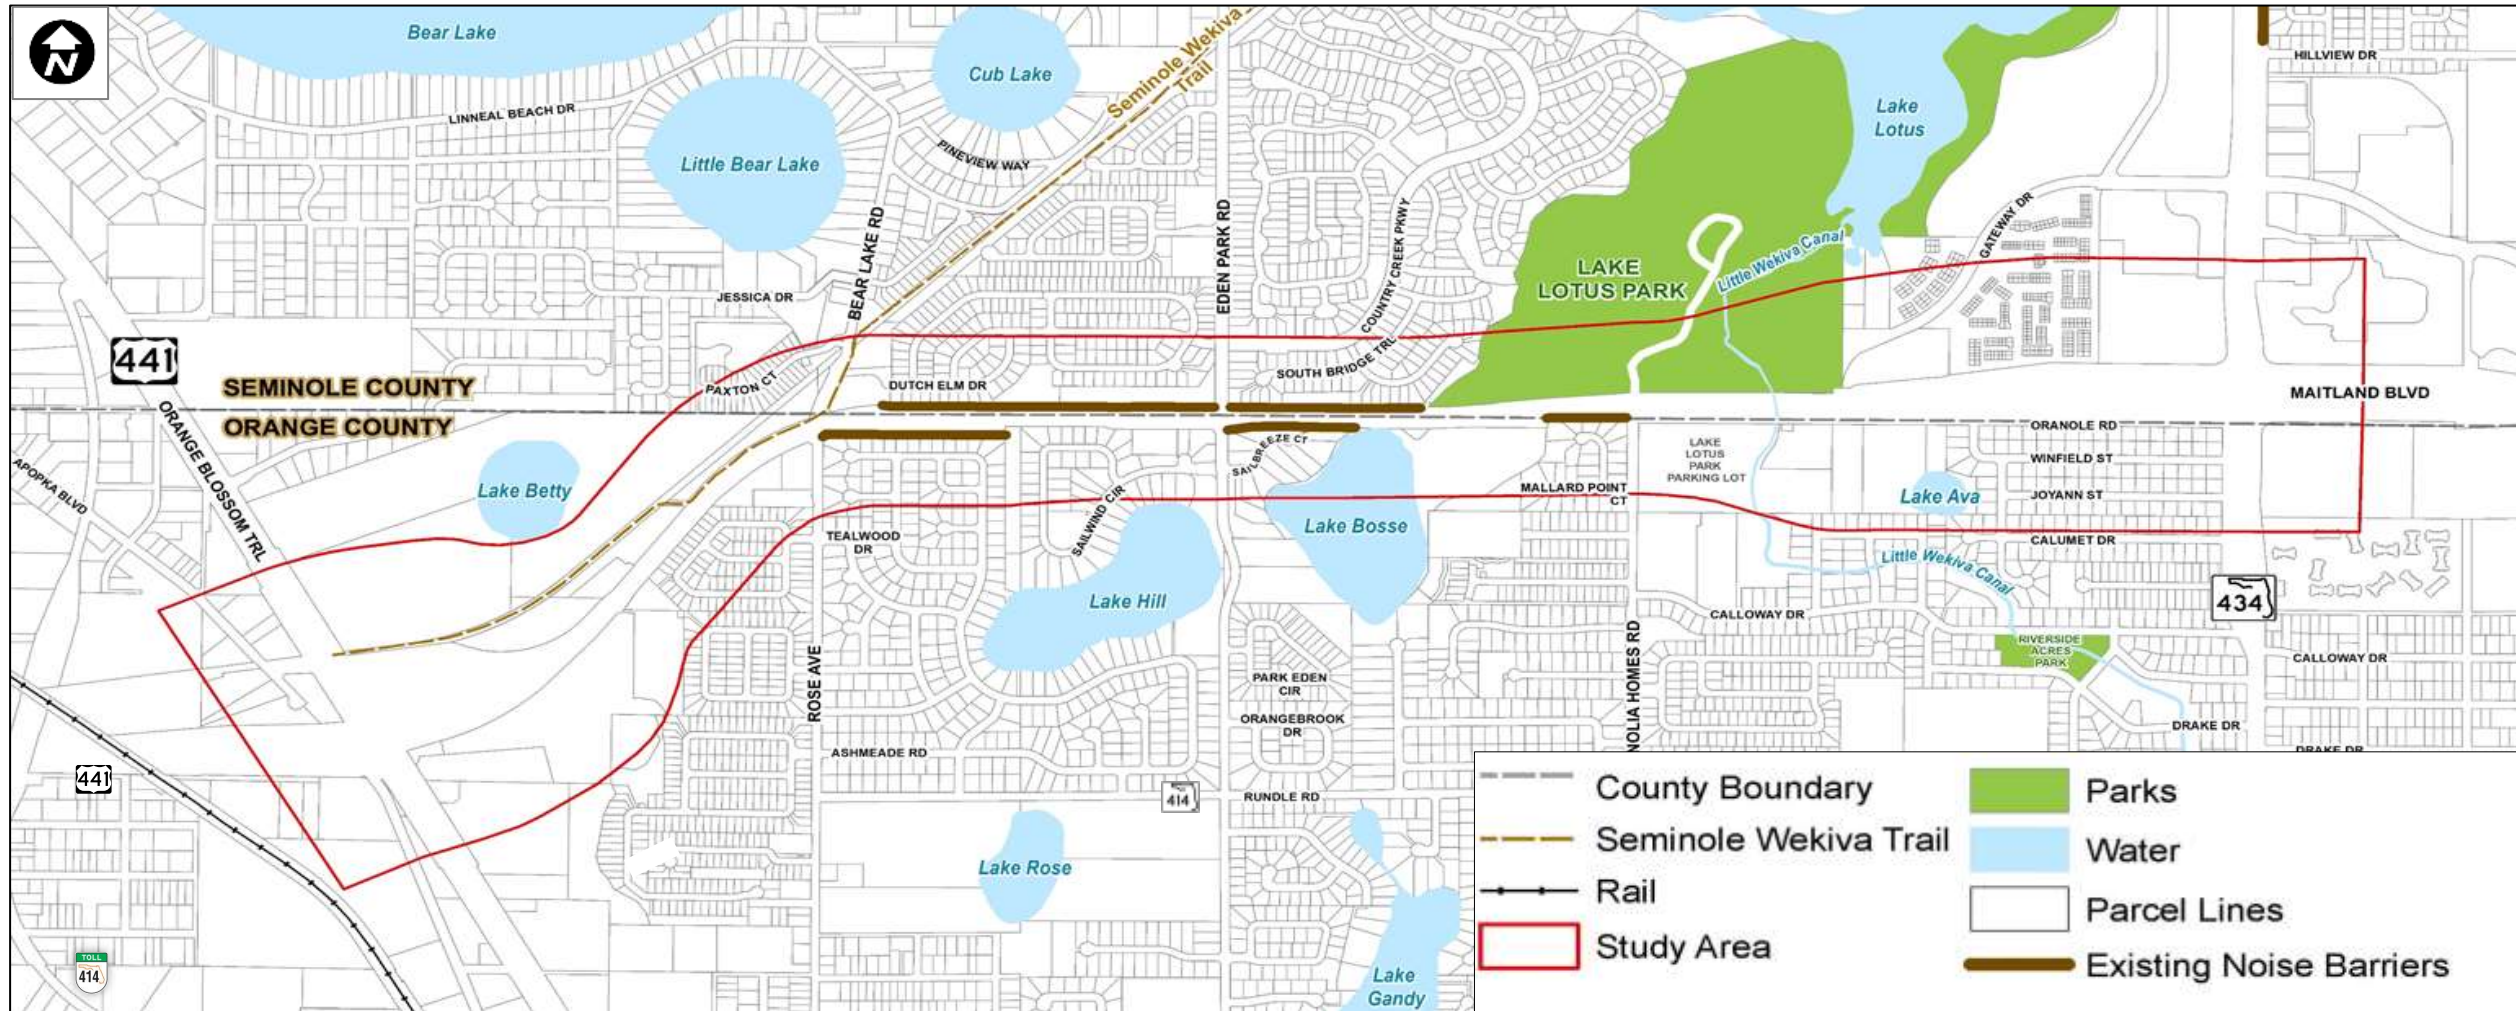 N
Bear Lake
Cub Lake
Seminole Wekiva
Trail
HILLVIEW DR
Lake
Lotus
LINNEAL BEACH DR
Little Bear Lake
PINEVIEW WAY
BEAR LAKE RD
EDEN PARK RD
COUNTRY CREEK PKWY
GATEWAY DR
Little Wekiva Canal
LAKE
LOTUS PARK
JESSICA DR
441
SEMINOLE COUNTY
ORANGE COUNTY
PAXTON CT
DUTCH ELM DR
SOUTH BRIDGE TRL
MAITLAND BLVD
ORANGE BLOSSOM TRL
APOPKA BLVD
Lake Betty
SAILBREEZE CT
LAKE
LOTUS
PARK
PARKING LOT
ORANOLE RD
WINFIELD ST
JOYANN ST
CALUMET DR
MALLARD POINT
CT
Lake Ava
SAILWIND CIR
Lake Bosse
TEALWOOD
DR
Little Wekiva Canal
434
Lake Hill
CALLOWAY DR
RIVERSIDE
ACRES
PARK
CALLOWAY DR
ROSE AVE
NOLIA HOMES RD
PARK EDEN
CIR
ORANGEBROOK
DR
DRAKE DR
DRAKE DR
ASHMEADE RD
441
414
RUNDLE RD
Lake Rose
TOLL
414
Lake
Gandy
County Boundary
Seminole Wekiva Trail
Rail
Study Area
Parks
Water
Parcel Lines
Existing Noise Barriers